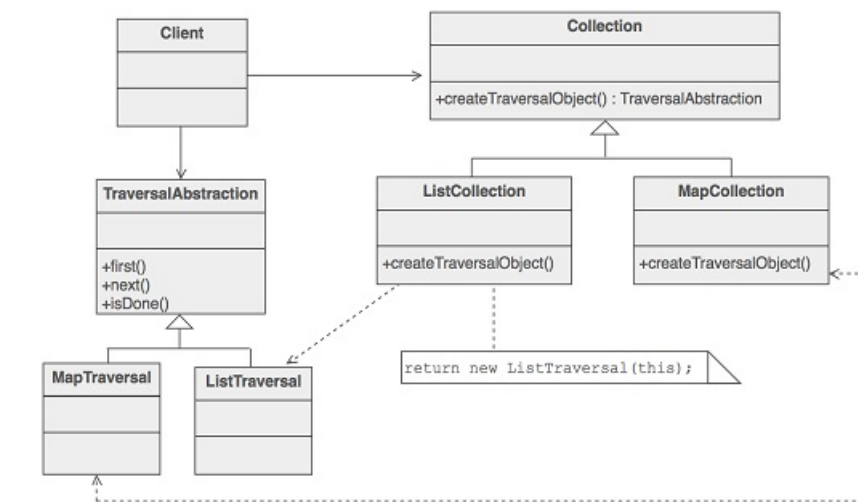 Client
Collection
+createTraversalObject() : TraversalAbstraction
TraversalAbstraction
+first()
+next()
+isDone()
ListCollection
+createTraversalObject()
MapCollection
+createTraversalObject()
return new ListTraversal(this);
MapTraversal
ListTraversal